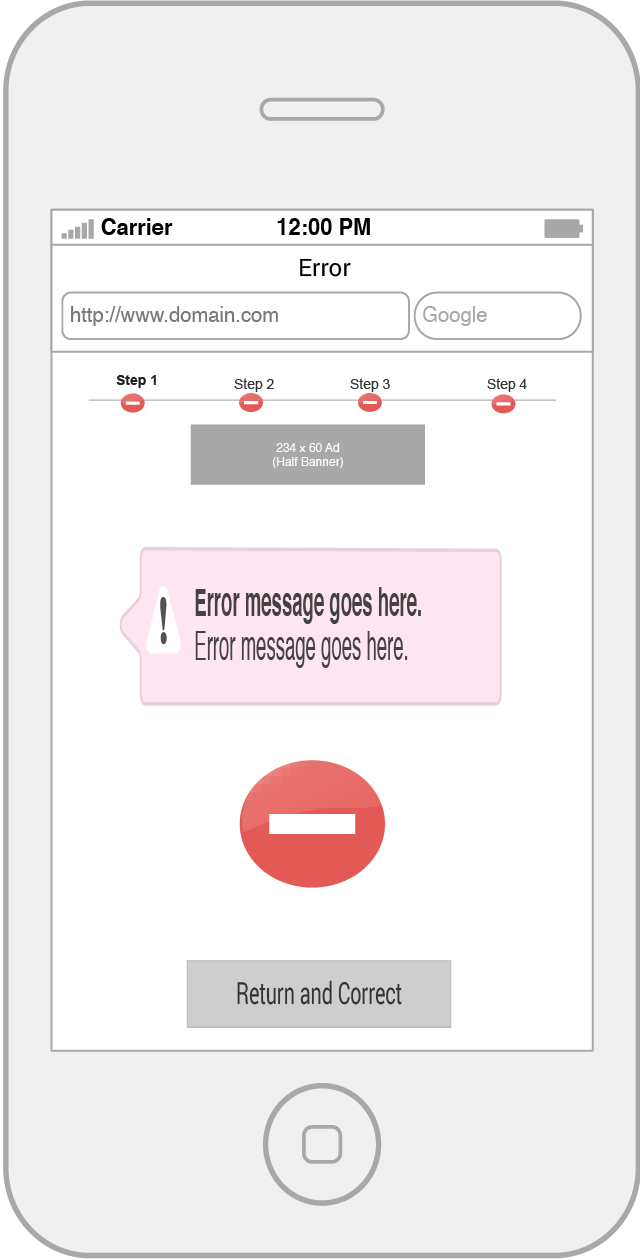 Carrier 12:00 PM
Error
http://www.domain.com Google
Step 1 Step 2 Step 3 Step 4
234 x 60 Ad
(Half Banner)
! Error message goes here.
Error message goes here.
Return and Correct